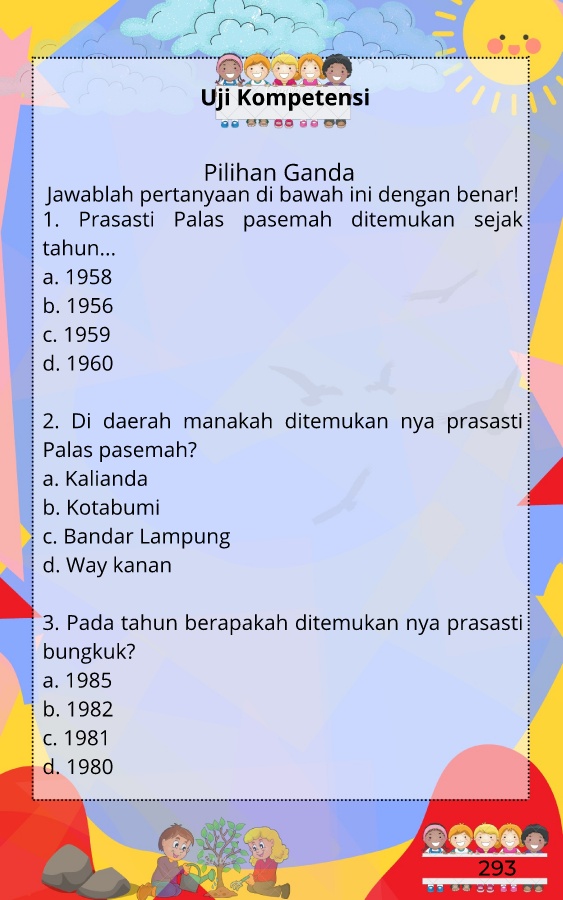 Uji Kompetensi
Pilihan Ganda
Jawablah pertanyaan di bawah ini dengan benar!
1. Prasasti Palas pasemah ditemukan sejak
tahun...
a. 1958
b. 1956
c. 1959
d. 1960
2. Di daerah manakah ditemukan nya prasasti
Palas pasemah?
a. Kalianda
b. Kotabumi
c. Bandar Lampung
d. Way kanan
3. Pada tahun berapakah ditemukan nya prasasti
bungkuk?
a. 1985
b. 1982
c. 1981
d. 1980
293